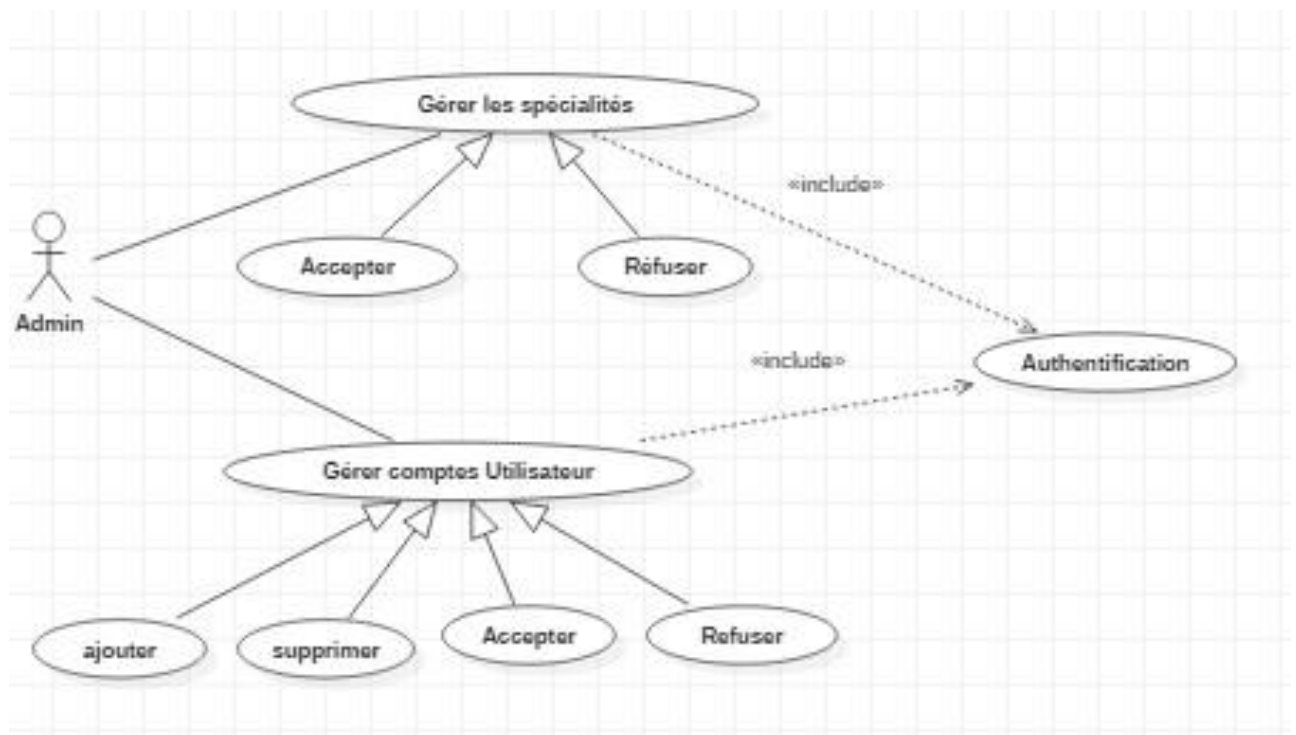 Gérer les spécialités
«include»
Accepter
Réfuser
Admin
«include»
Authentification
Gérer comptes Utilisateur
ajouter
supprimer
Accepter
Refuser